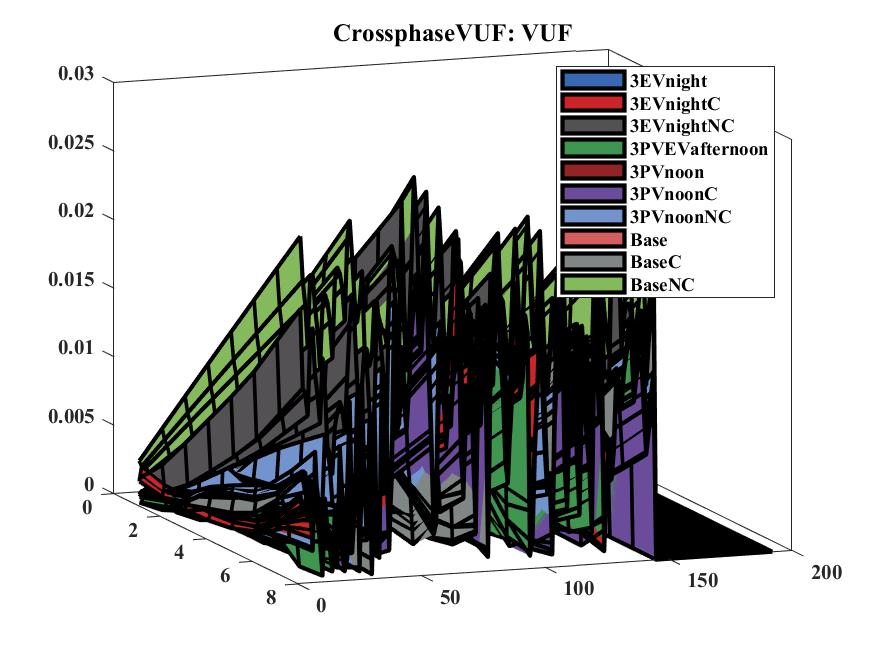 CrossphaseVUF: VUF
0.03
0.025
0.02
0.015
0.01
0.005
0
0
2
4
6
8
0
50
100
150
200
3EVnight
3EVnightC
3EVnightNC
3PVEVafternoon
3PVnoon
3PVnoonC
3PVnoonNC
Base
BaseC
BaseNC